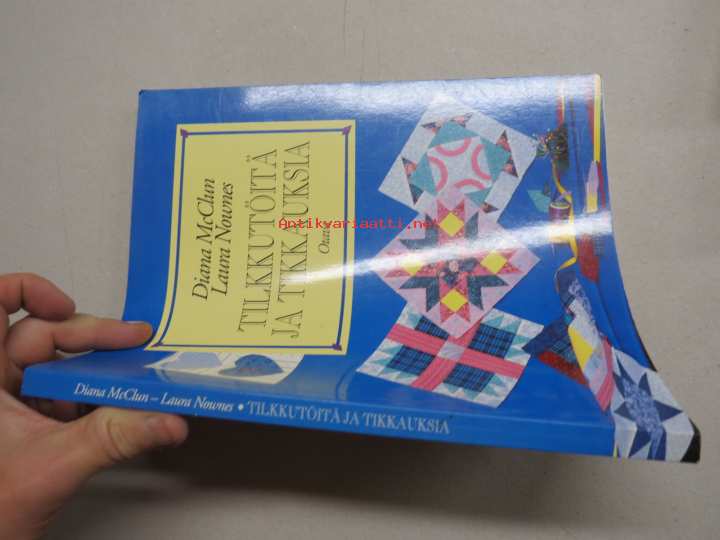 Diana McClun
Laura Nownes
TILKKUTÖITÄ
JA TIKKAUKSIA
Otava
Antikvariaatti.net
Diana McClun – Laura Nownes • TILKKUTÖITÄ JA TIKKAUKSIA